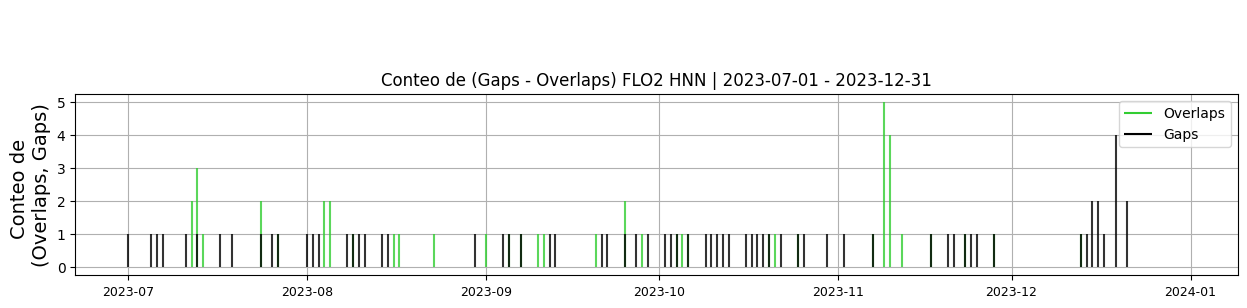 Conteo de (Gaps - Overlaps) FLO2 HNN | 2023-07-01 - 2023-12-31
Conteo de
(Overlaps, Gaps)
5
4
3
2
1
0
Overlaps
Gaps
2023-07
2023-08
2023-09
2023-10
2023-11
2023-12
2024-01